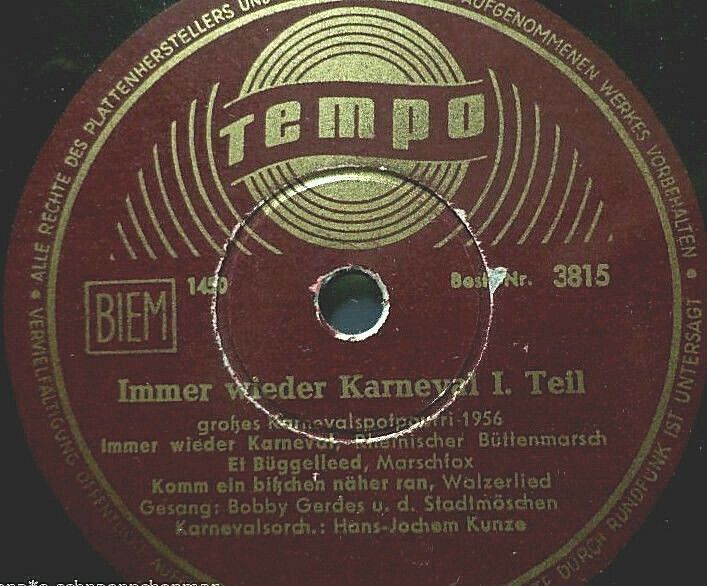 ALLE RECHTE DES PLATTENHERSTELLERS UND
AUFGENOMMENEN WERKES VORBEHALTEN
Tempo
BIEM
1450
Best. Nr. 3815
Immer wieder Karneval I. Teil
großes Karnevalspotpourri 1956
Immer wieder Karneval, Rheinischer Büttenmarsch
Et Büggelleed, Marschfox
Komm ein bißchen näher ran, Walzerlied
Gesang: Bobby Gerdes u. d. Stadtmöschen
Karnevalsorch.: Hans-Jochem Kunze
VERVIELFÄLTIGUNG
DURCH RUNDFUNK IST UNTERSAGT